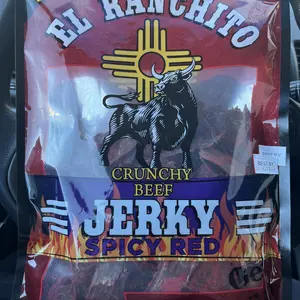 EL RANCHITO
CRUNCHY
BEEF
JERKY
SPICY RED